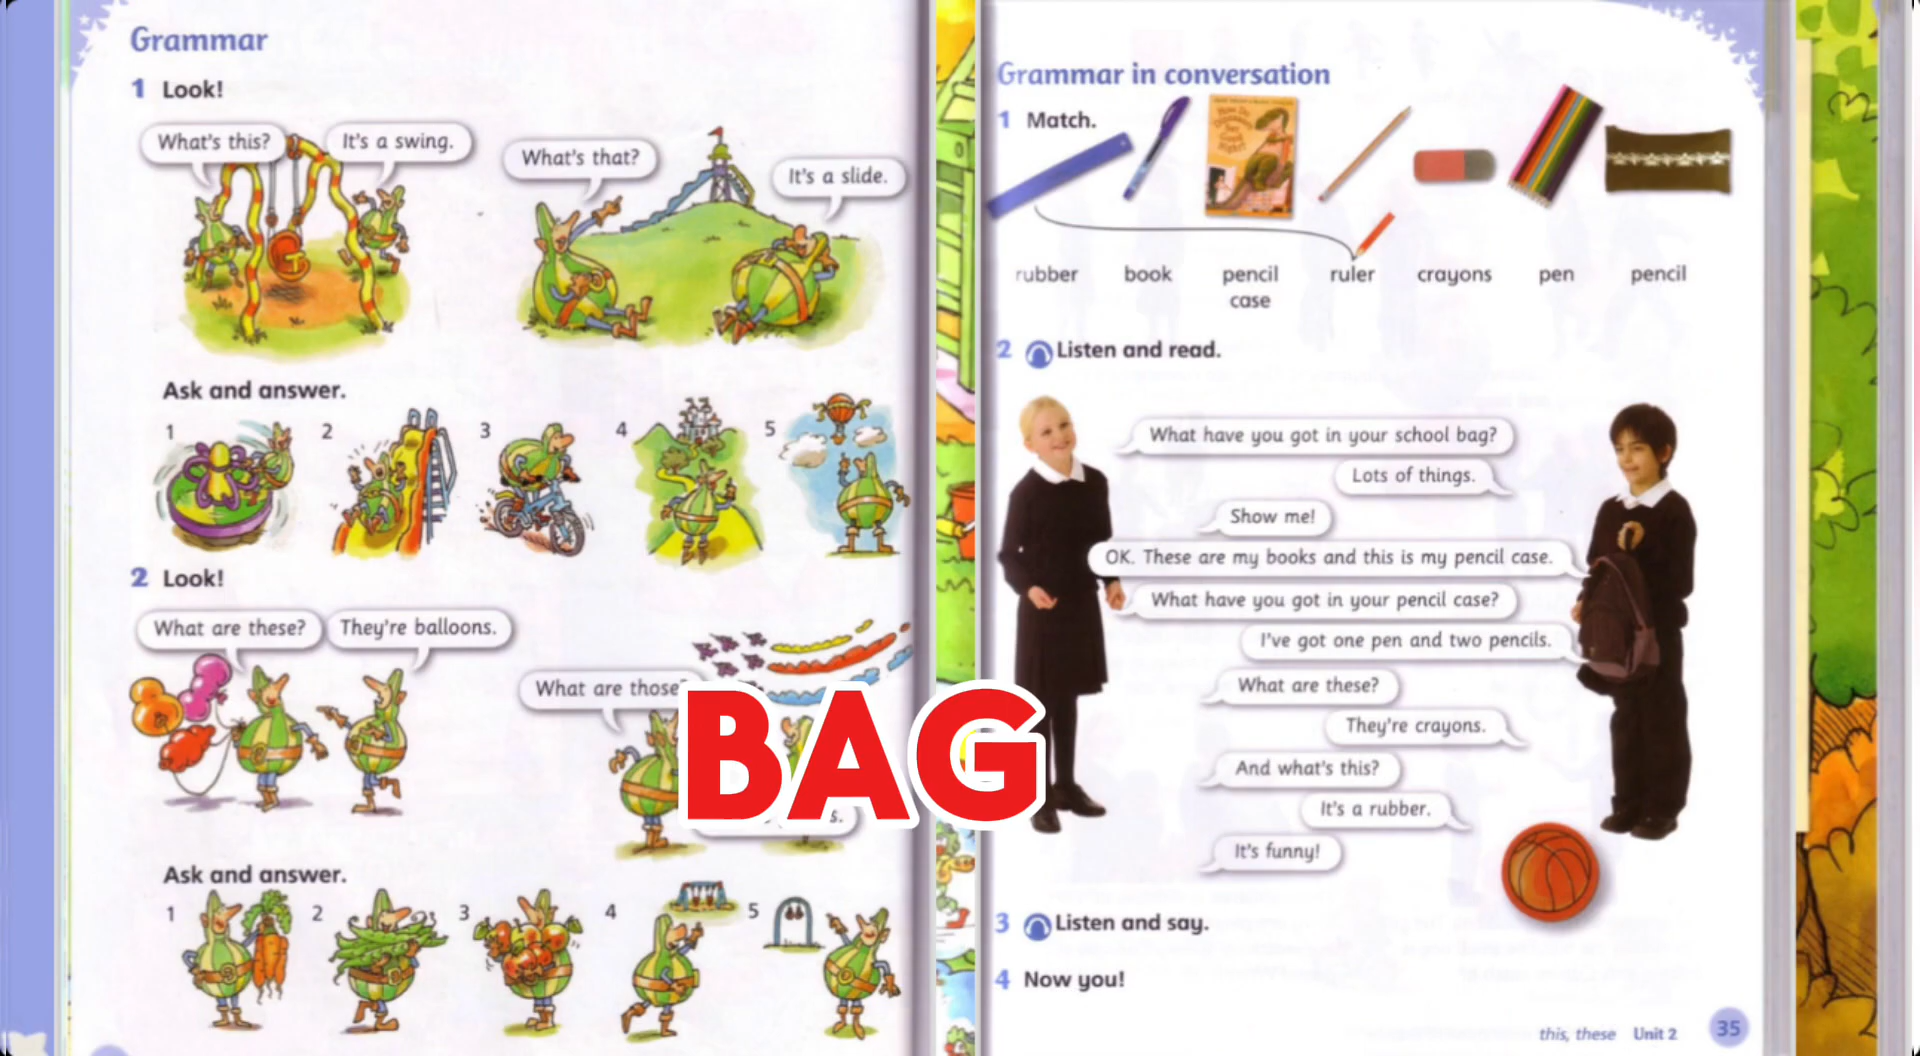 Grammar
1 Look!
What's this?
It's a swing.
What's that?
It's a slide.
Ask and answer.
1 2 3 4 5
2 Look!
What are these?
They're balloons.
What are those
s.
BAG
Ask and answer.
1 2 3 4 5
Grammar in conversation
1 Match.
rubber book pencil case ruler crayons pen pencil
2 Listen and read.
What have you got in your school bag?
Lots of things.
Show me!
OK. These are my books and this is my pencil case.
What have you got in your pencil case?
I've got one pen and two pencils.
What are these?
They're crayons.
And what's this?
It's a rubber.
It's funny!
3 Listen and say.
4 Now you!
this, these Unit 2 35